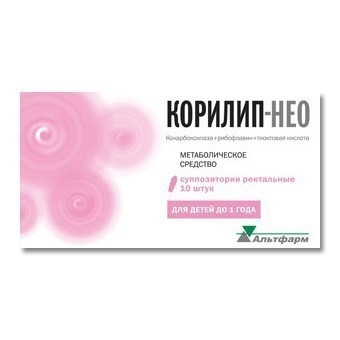 КОРИЛИП-НЕО
Кокарбоксилаза+рибофлавин+тиоктовая кислота
МЕТАБОЛИЧЕСКОЕ
СРЕДСТВО
суппозитории ректальные
10 штук
ДЛЯ ДЕТЕЙ ДО 1 ГОДА
Альтфарм